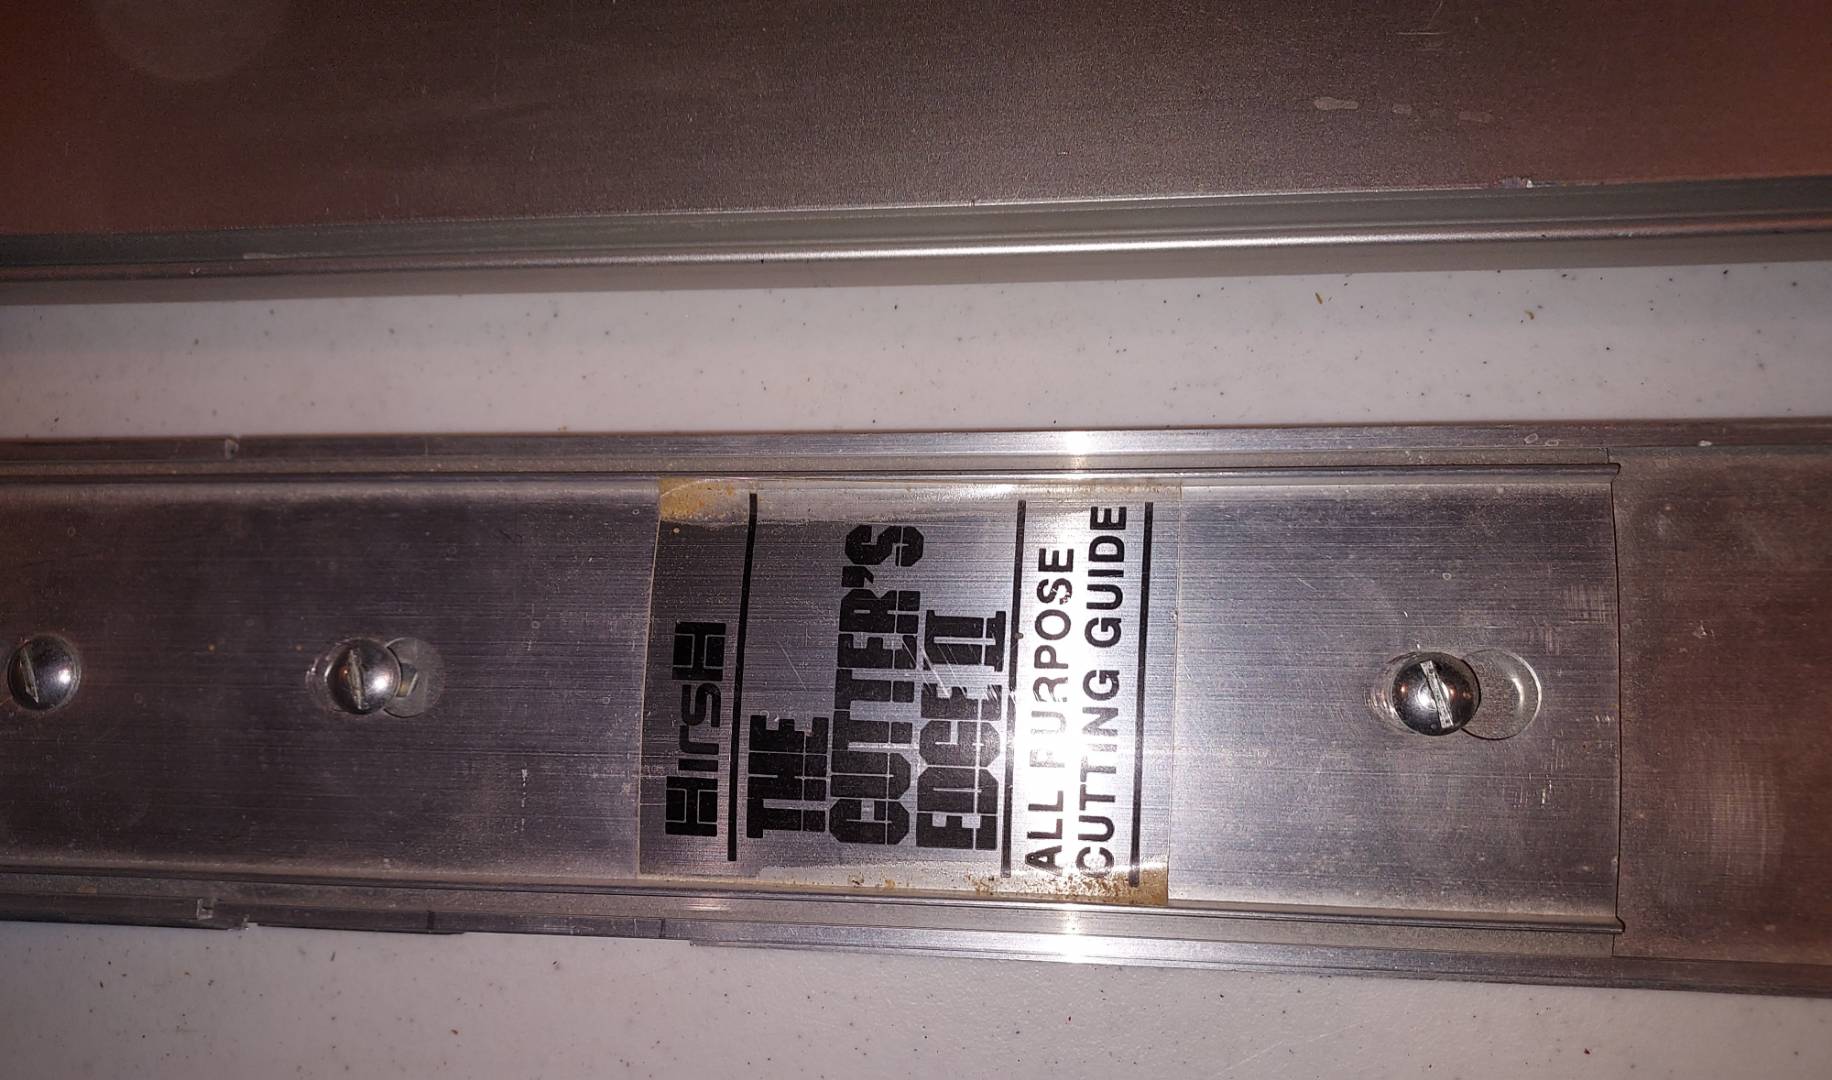 HirsH
THE
CUTTER'S
EDGE II
ALL PURPOSE
CUTTING GUIDE